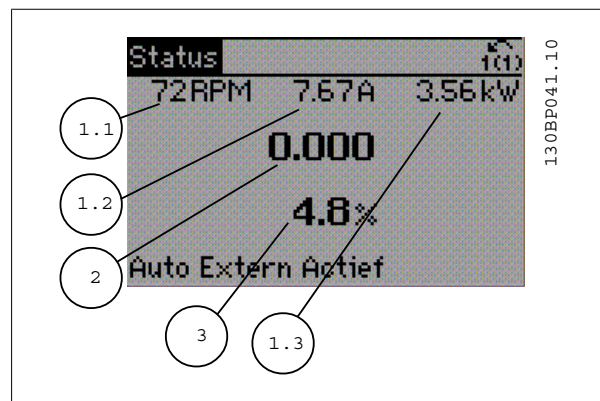 Status 1(1)
72RPM 7.67A 3.56kW
0.000
4.8%
Auto Extern Actief
1.1
1.2
2
3
1.3
130BP041.10